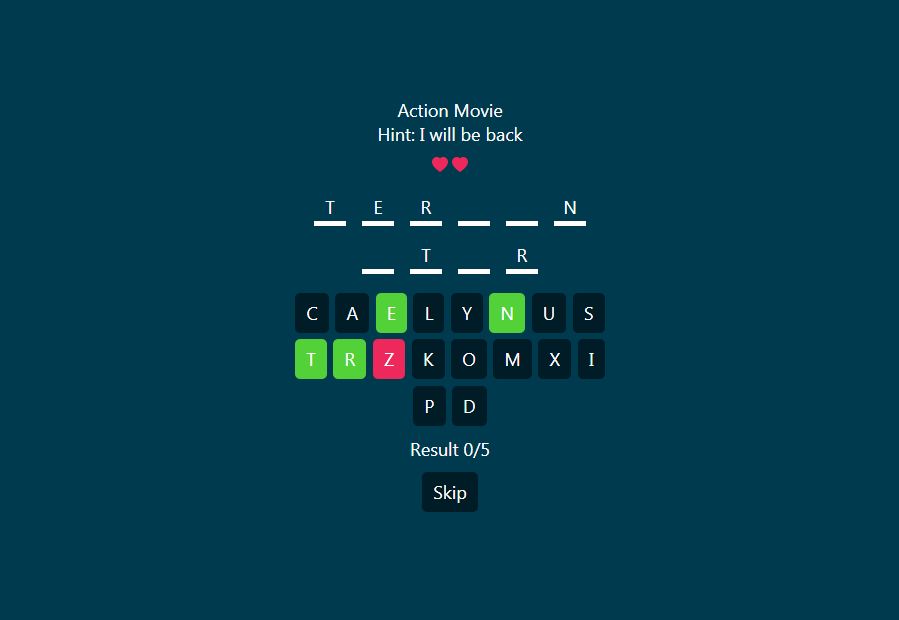 Action Movie
Hint: I will be back
T E R _ _ N
_ T _ R
C A E L Y N U S
T R Z K O M X I
P D
Result 0/5
Skip